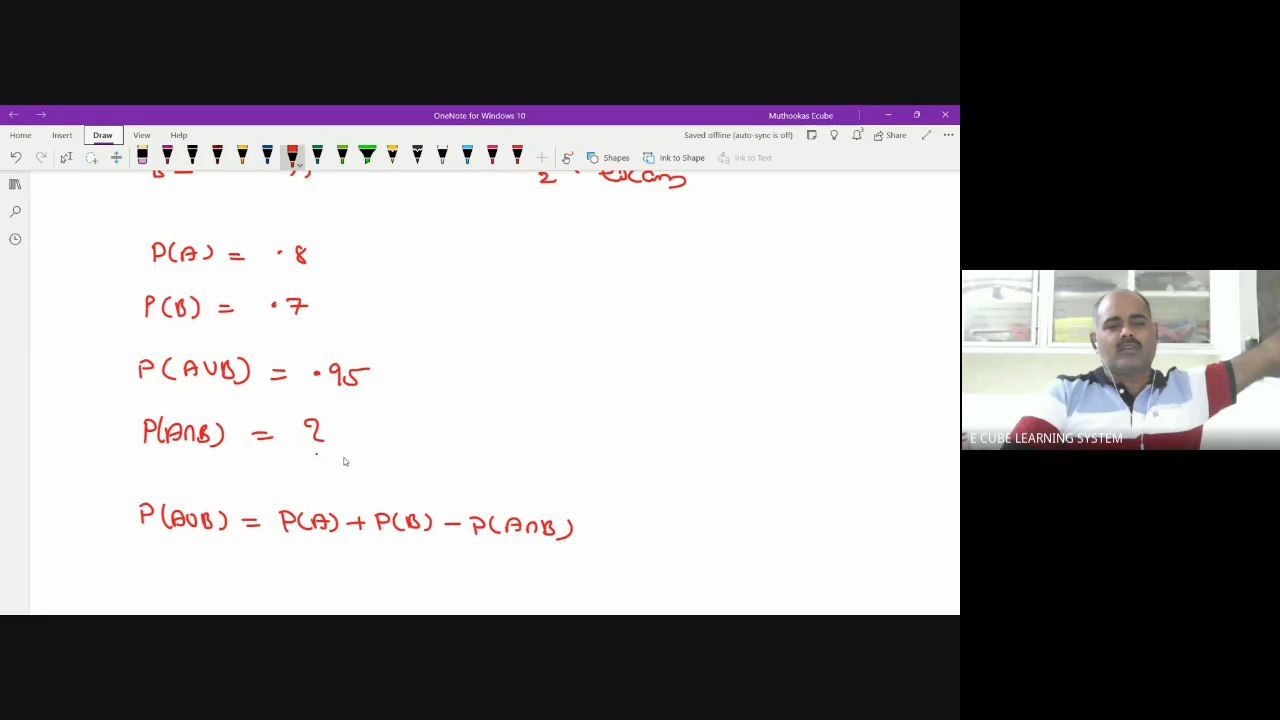 OneNote for Windows 10
Muthookas Ecube
Home Insert Draw View Help
Saved offline (auto-sync is off)
Share
Shapes
Ink to Shape
Ink to Text
2
P(A) = .8
P(B) = .7
P(A∪B) = .95
P(A∩B) = ?
P(A∪B) = P(A) + P(B) - P(A∩B)
E CUBE LEARNING SYSTEM